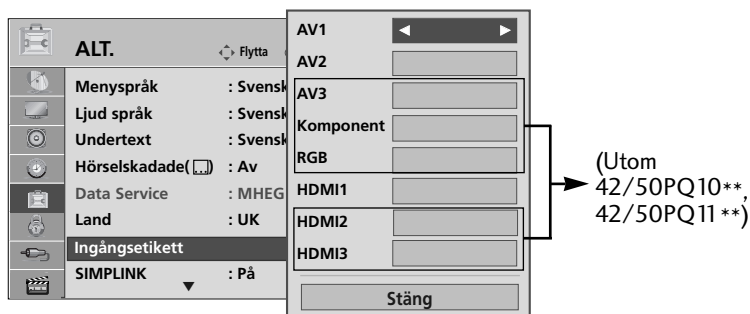 ALT.
Flytta
Menyspråk : Svensk
Ljud språk : Svensk
Undertext : Svensk
Hörselskadade( ) : Av
Data Service : MHEG
Land : UK
Ingångsetikett
SIMPLINK : På
AV1
AV2
AV3
Komponent
RGB
HDMI1
HDMI2
HDMI3
Stäng
(Utom
42/50PQ10**,
42/50PQ11**)